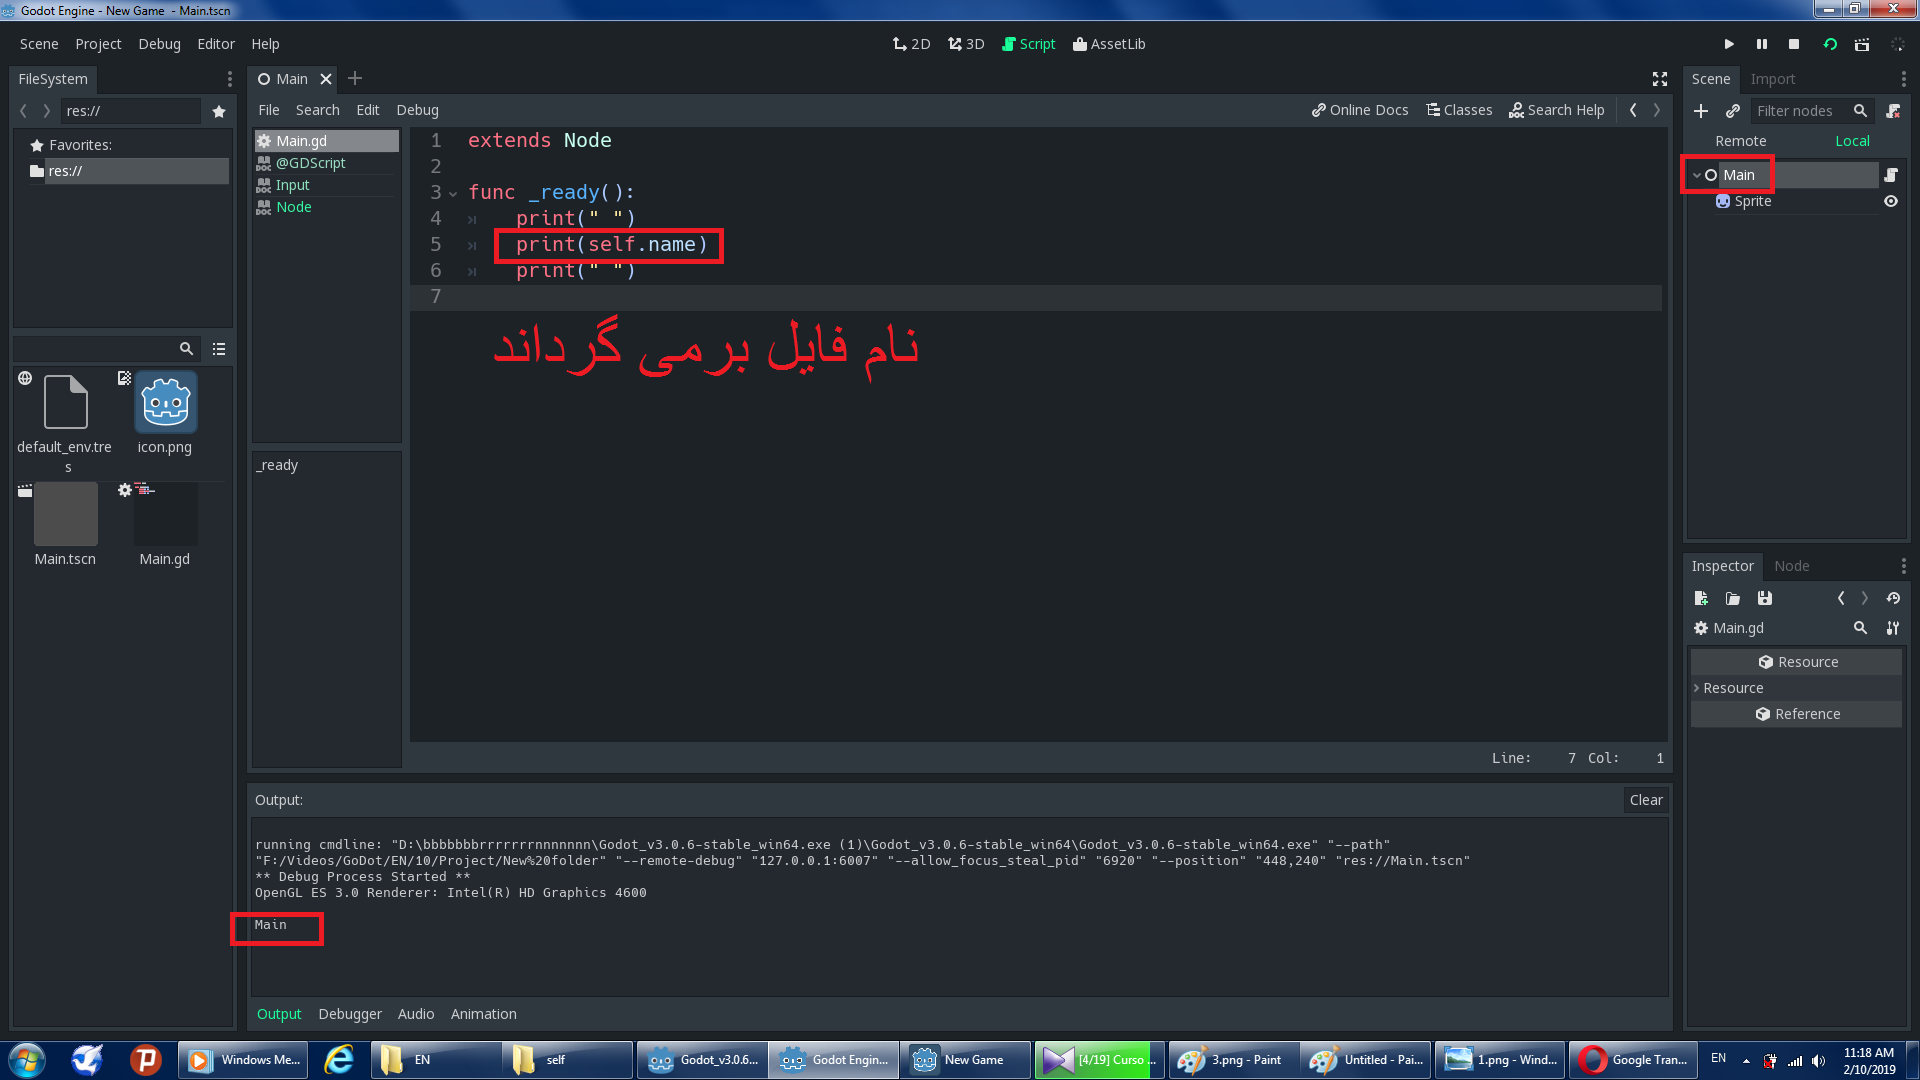 Godot Engine - New Game - Main.tscn
Scene Project Debug Editor Help
2D 3D Script AssetLib
FileSystem
res://
Favorites:
res://
default_env.tres
icon.png
Main.tscn
Main.gd
Main
File Search Edit Debug
Online Docs Classes Search Help
Main.gd
@GDScript
Input
Node
_ready
1 extends Node
2
3 func _ready():
4 print(" ")
5 print(self.name)
6 print(" ")
7
نام فایل برمی گرداند
Line: 7 Col: 1
Output:
Clear
running cmdline: "D:\bbbbbbbrrrrrrrnnnnnnn\Godot_v3.0.6-stable_win64.exe (1)\Godot_v3.0.6-stable_win64\Godot_v3.0.6-stable_win64.exe" "--path"
"F:/Videos/GoDot/EN/10/Project/New%20folder" "--remote-debug" "127.0.0.1:6007" "--allow_focus_steal_pid" "6920" "--position" "448,240" "res://Main.tscn"
** Debug Process Started **
OpenGL ES 3.0 Renderer: Intel(R) HD Graphics 4600
Main
Output Debugger Audio Animation
Scene Import
Filter nodes
Remote Local
Main
Sprite
Inspector Node
Main.gd
Resource
Resource
Reference
Windows Me...
EN
self
Godot_v3.0.6...
Godot Engin...
New Game
[4/19] Curso ...
3.png - Paint
Untitled - Pai...
1.png - Wind...
Google Tran...
EN
11:18 AM
2/10/2019